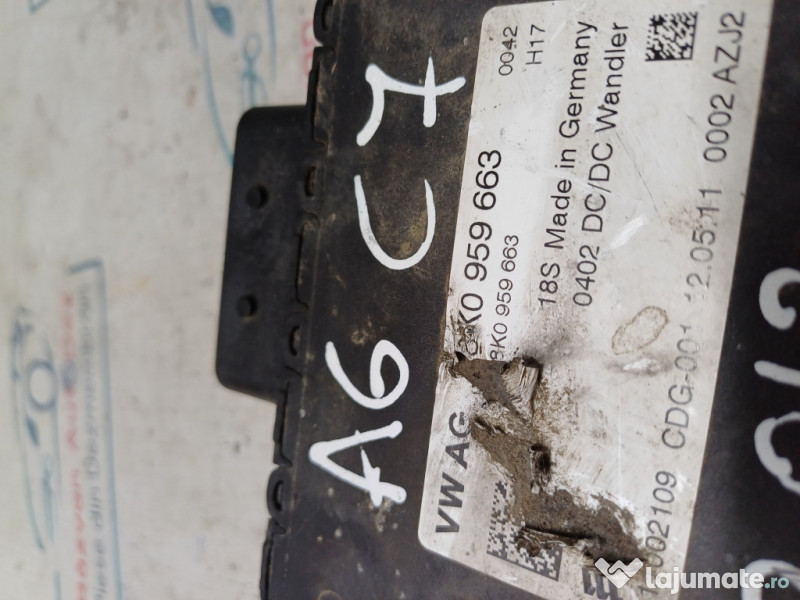 A6 C7
VW AG
8K0 959 663
8K0 959 663
0042
H17
18S Made in Germany
0402 DC/DC Wandler
002109 CDG-001 12.05.11 0002 AZJ2
lajumate.ro